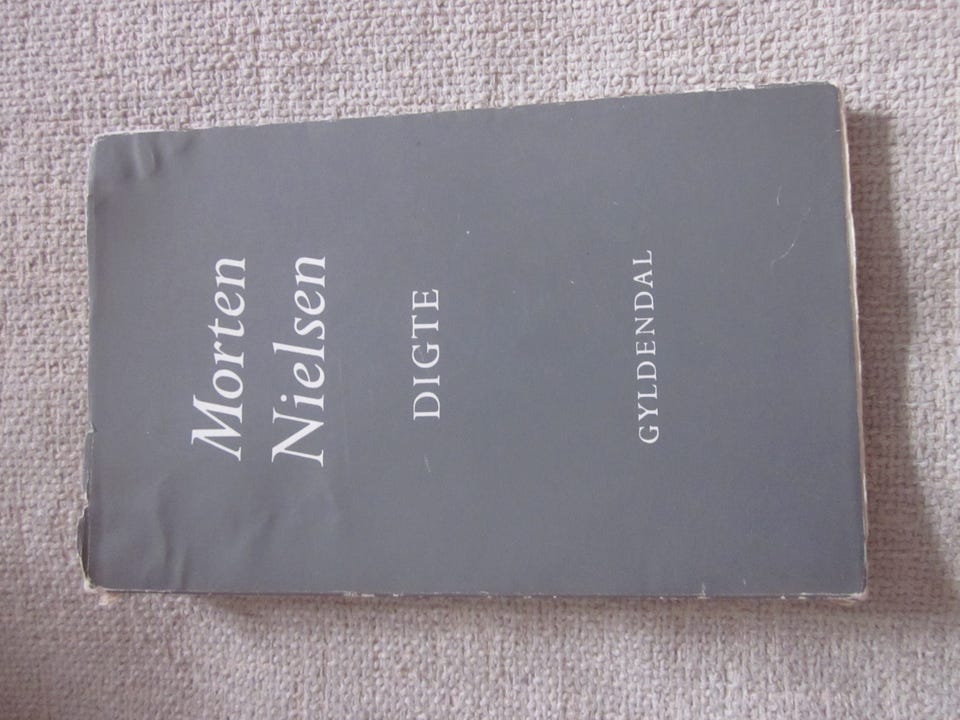 Morten
Nielsen
DIGTE
GYLDENDAL